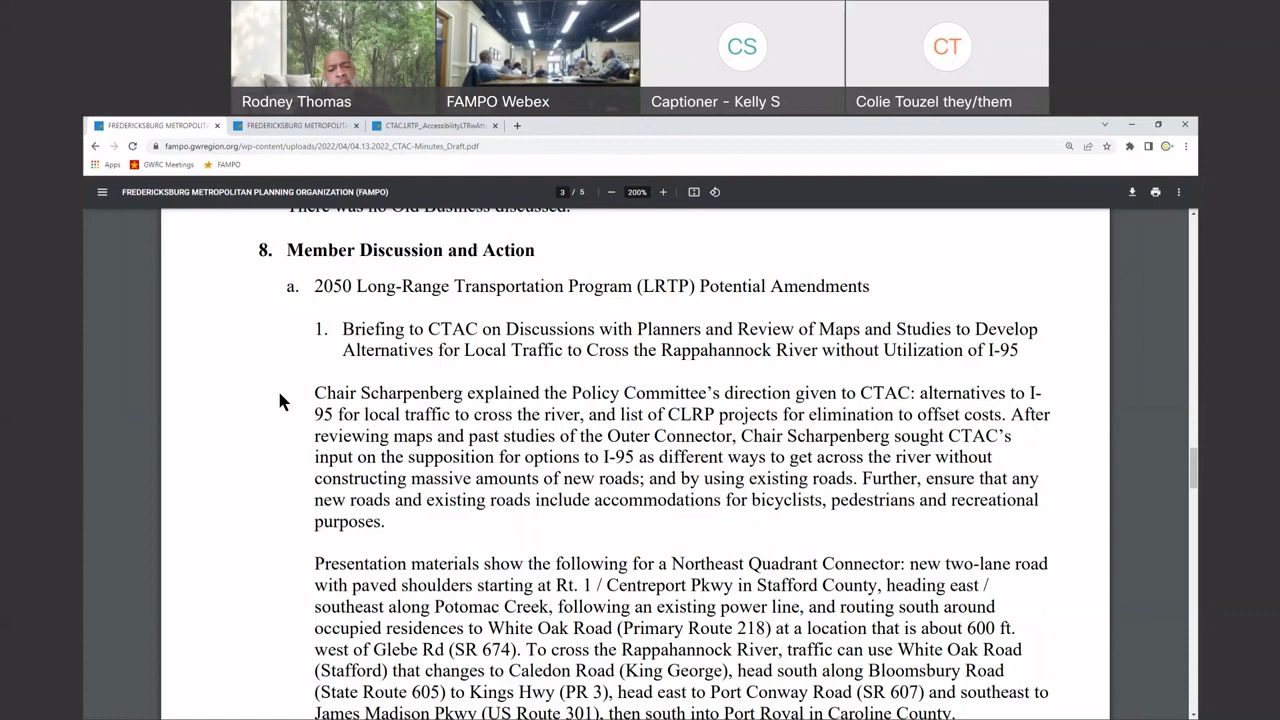 CS
CT
Rodney Thomas
FAMPO Webex
Captioner - Kelly S
Colie Touzel they/them
FREDERICKSBURG METROPOLITA
FREDERICKSBURG METROPOLITA
CTAC.LRTP_AccessibilityLTRwAtt
fampo.gwregion.org/wp-content/uploads/2022/04/04.13.2022_CTAC-Minutes_Draft.pdf
Apps
GWRC Meetings
FAMPO
FREDERICKSBURG METROPOLITAN PLANNING ORGANIZATION (FAMPO)
3 / 5
200%
There was no Old Business discussed.
8. Member Discussion and Action
a. 2050 Long-Range Transportation Program (LRTP) Potential Amendments
1. Briefing to CTAC on Discussions with Planners and Review of Maps and Studies to Develop
Alternatives for Local Traffic to Cross the Rappahannock River without Utilization of I-95
Chair Scharpenberg explained the Policy Committee's direction given to CTAC: alternatives to I-
95 for local traffic to cross the river, and list of CLRP projects for elimination to offset costs. After
reviewing maps and past studies of the Outer Connector, Chair Scharpenberg sought CTAC's
input on the supposition for options to I-95 as different ways to get across the river without
constructing massive amounts of new roads; and by using existing roads. Further, ensure that any
new roads and existing roads include accommodations for bicyclists, pedestrians and recreational
purposes.
Presentation materials show the following for a Northeast Quadrant Connector: new two-lane road
with paved shoulders starting at Rt. 1 / Centreport Pkwy in Stafford County, heading east /
southeast along Potomac Creek, following an existing power line, and routing south around
occupied residences to White Oak Road (Primary Route 218) at a location that is about 600 ft.
west of Glebe Rd (SR 674). To cross the Rappahannock River, traffic can use White Oak Road
(Stafford) that changes to Caledon Road (King George), head south along Bloomsbury Road
(State Route 605) to Kings Hwy (PR 3), head east to Port Conway Road (SR 607) and southeast to
James Madison Pkwy (US Route 301), then south into Port Royal in Caroline County.